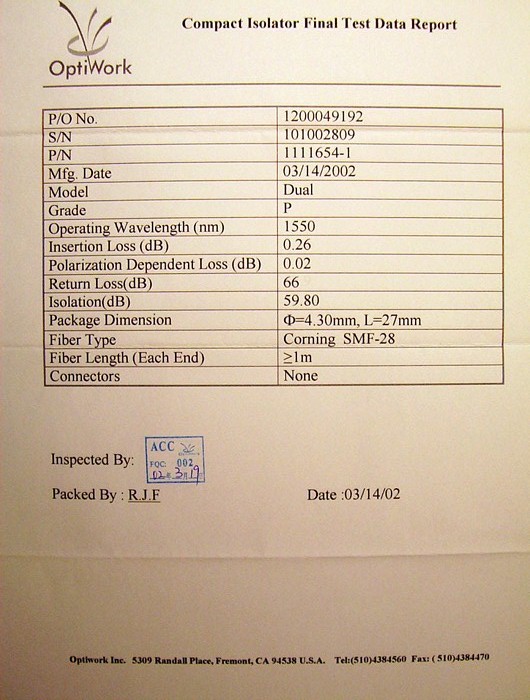 Compact Isolator Final Test Data Report
OptiWork
P/O No. 1200049192
S/N 101002809
P/N 1111654-1
Mfg. Date 03/14/2002
Model Dual
Grade P
Operating Wavelength (nm) 1550
Insertion Loss (dB) 0.26
Polarization Dependent Loss (dB) 0.02
Return Loss(dB) 66
Isolation(dB) 59.80
Package Dimension Φ=4.30mm, L=27mm
Fiber Type Corning SMF-28
Fiber Length (Each End) ≥1m
Connectors None
ACC
Inspected By: FQC: 002
02 3 19
Packed By : R.J.F Date :03/14/02
Optiwork Inc. 5309 Randall Place, Fremont, CA 94538 U.S.A. Tel:(510)4384560 Fax: ( 510)4384470